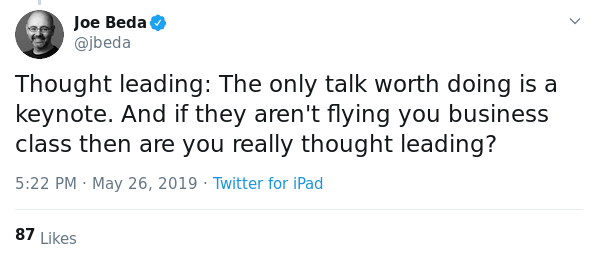 Joe Beda
@jbeda
Thought leading: The only talk worth doing is a
keynote. And if they aren't flying you business
class then are you really thought leading?
5:22 PM · May 26, 2019 · Twitter for iPad
87 Likes